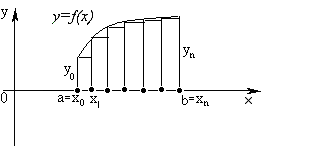 y
y=f(x)
y₀
yₙ
0
a=x₀
x₁
b=xₙ
x